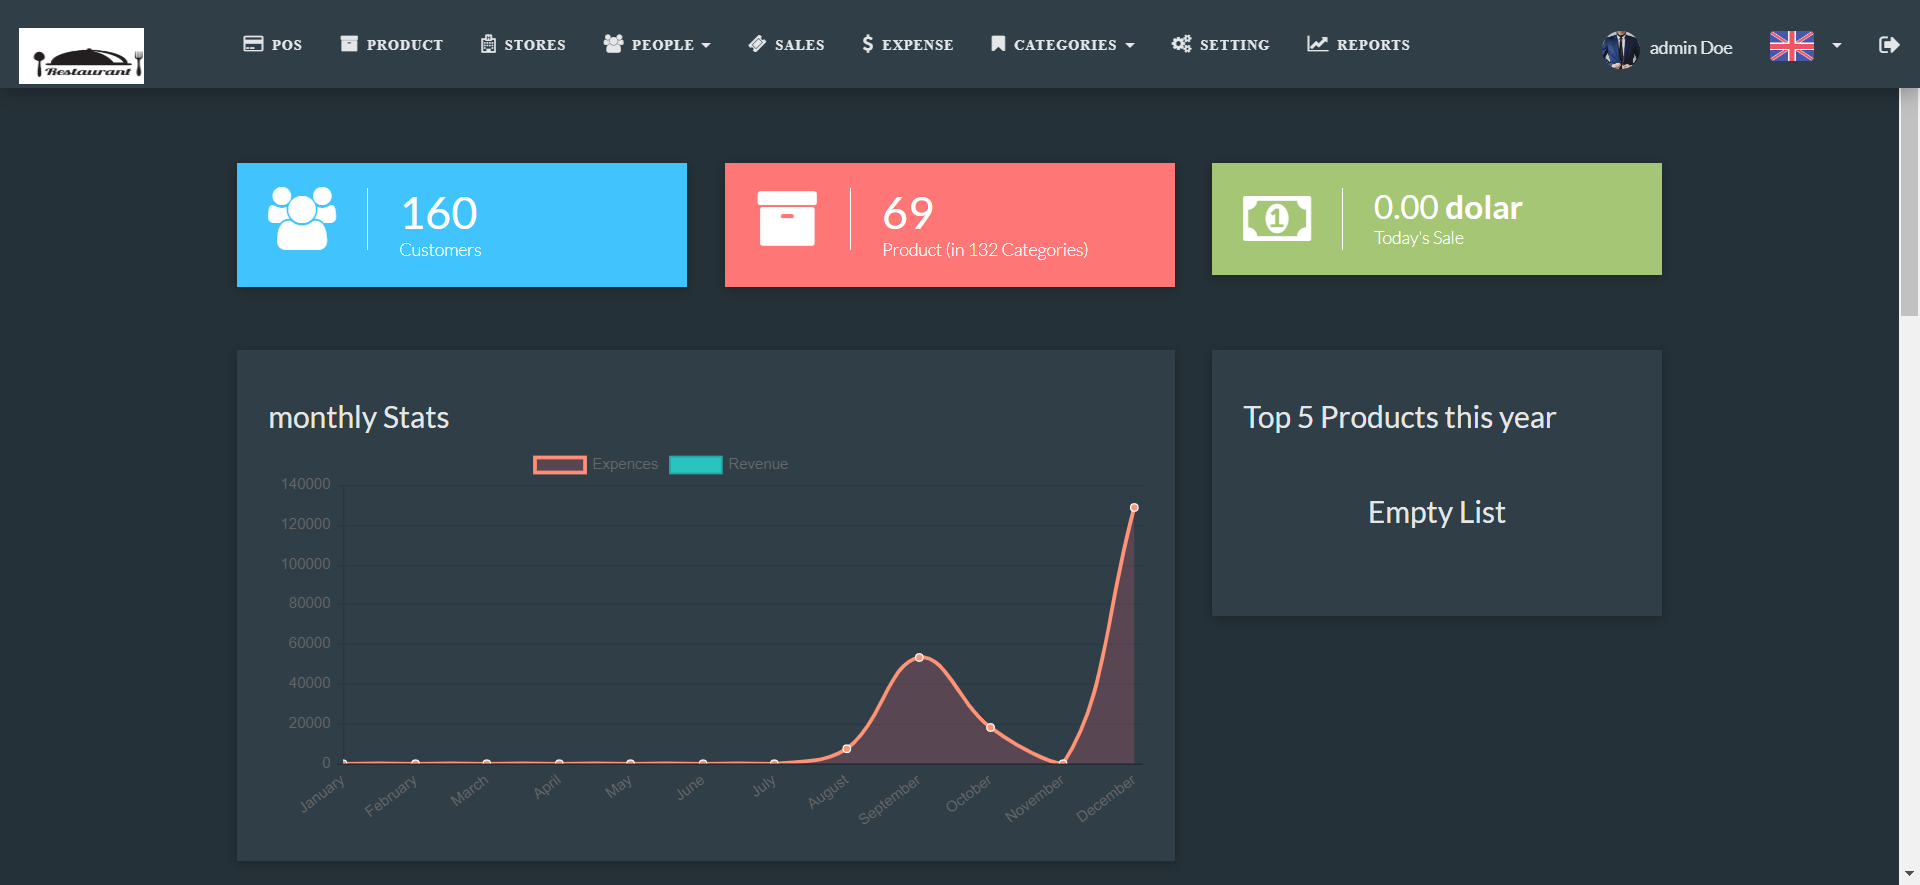 Restaurant
POS PRODUCT STORES PEOPLE SALES $ EXPENSE CATEGORIES SETTING REPORTS admin Doe
160
Customers
69
Product (in 132 Categories)
1
0.00 dolar
Today's Sale
monthly Stats
Expences Revenue
140000
120000
100000
80000
60000
40000
20000
0
January February March April May June July August September October November December
Top 5 Products this year
Empty List